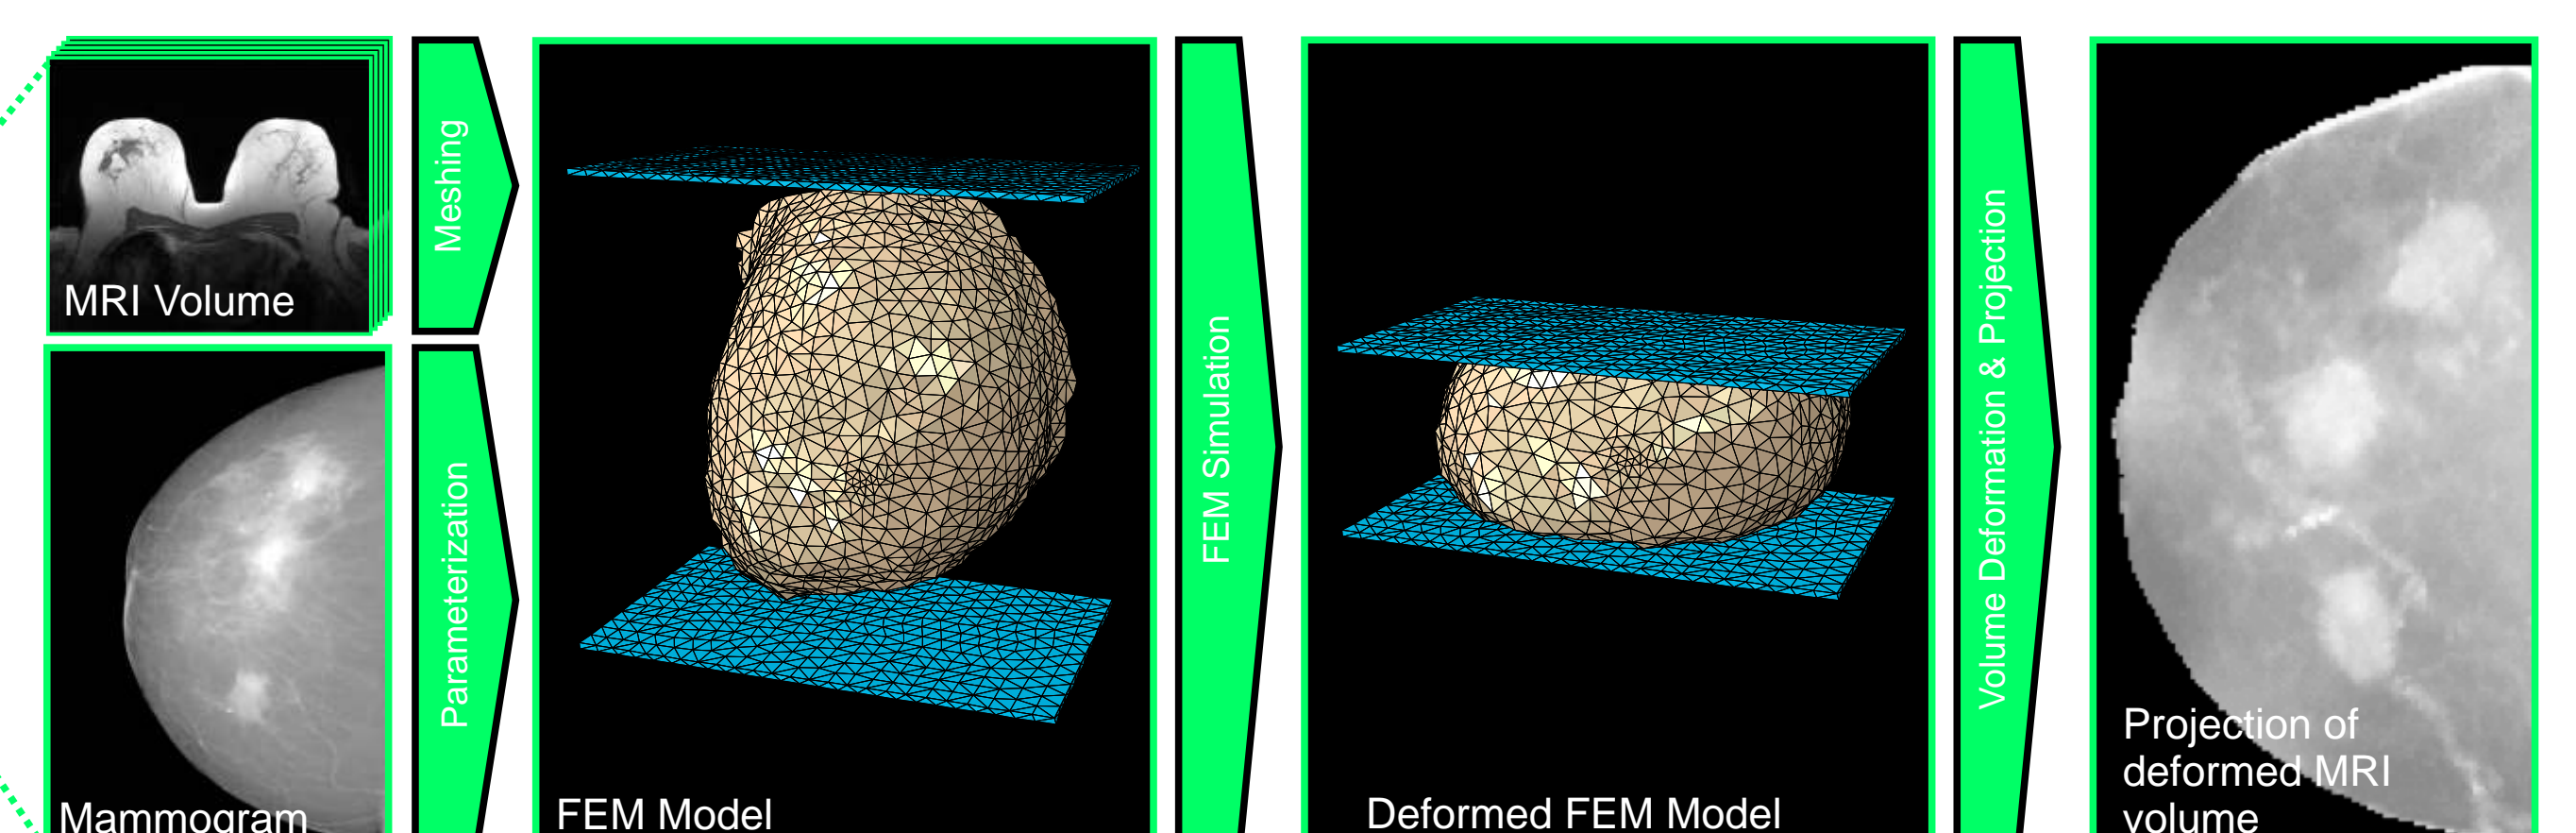 MRI Volume
Meshing
Mammogram
Parameterization
FEM Model
FEM Simulation
Deformed FEM Model
Volume Deformation & Projection
Projection of
deformed MRI
volume